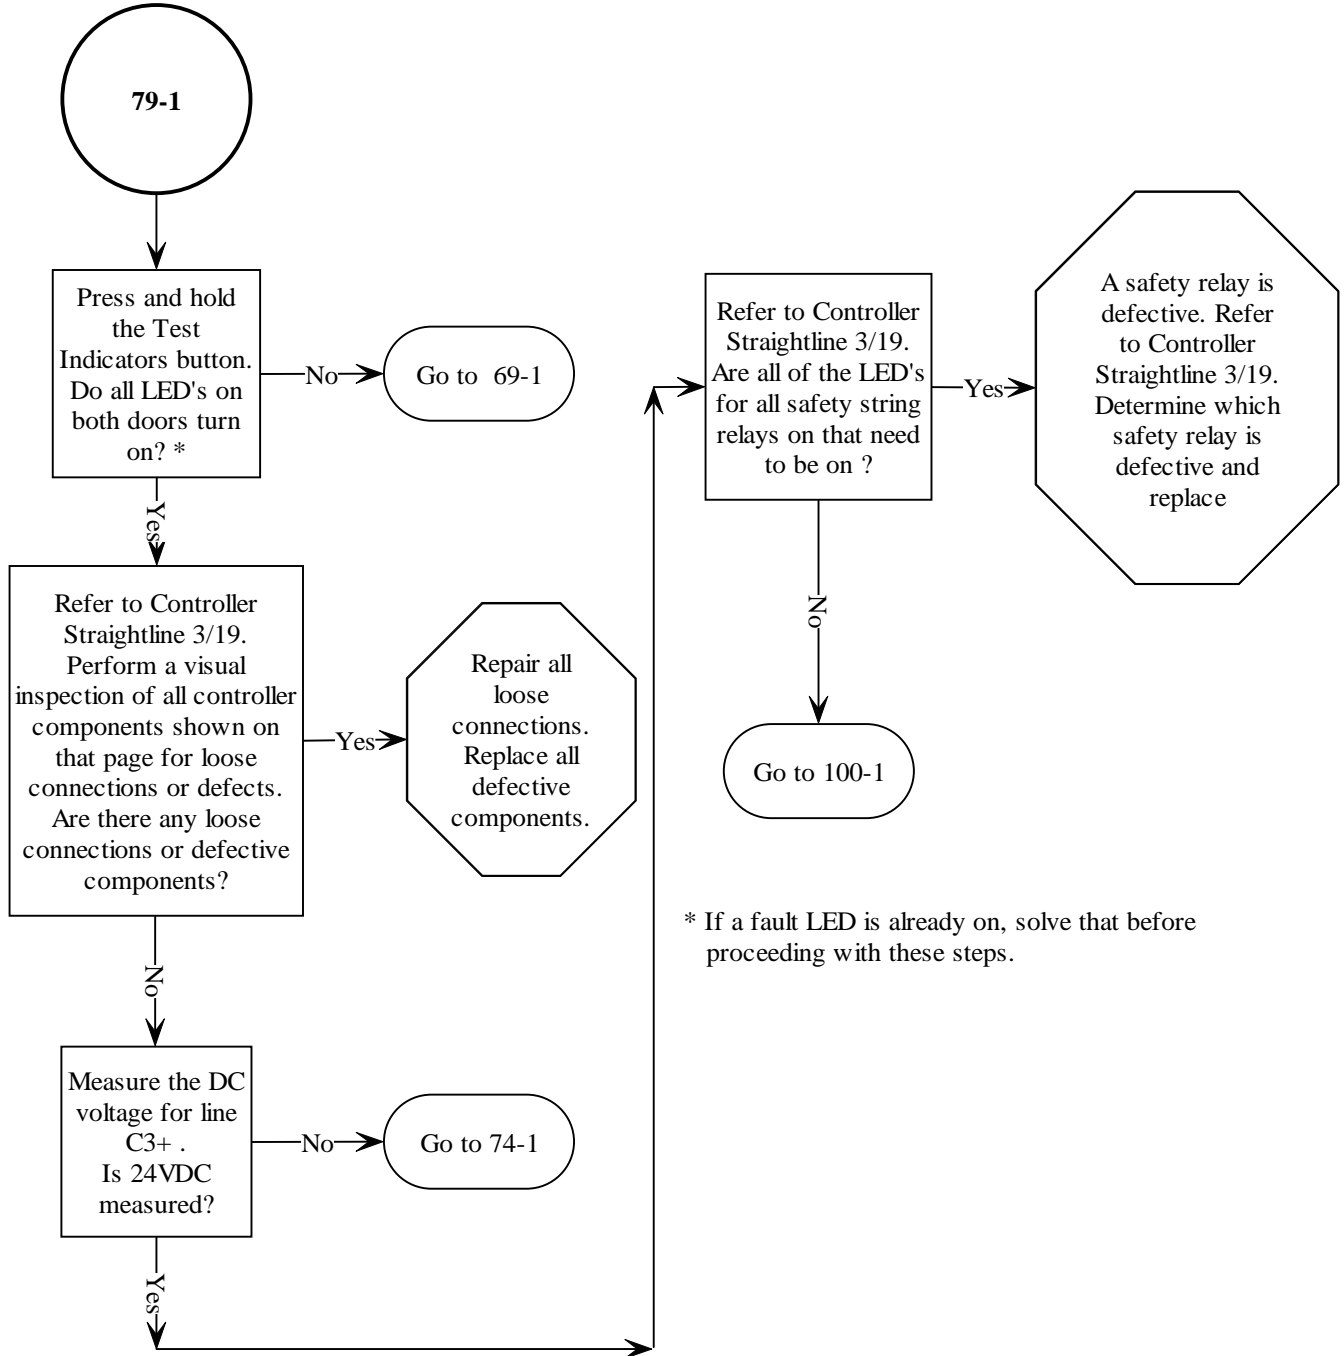 79-1
Press and hold
the Test
Indicators button.
Do all LED's on
both doors turn
on? *
No
Go to 69-1
Yes
Refer to Controller
Straightline 3/19.
Perform a visual
inspection of all controller
components shown on
that page for loose
connections or defects.
Are there any loose
connections or defective
components?
Yes
Repair all
loose
connections.
Replace all
defective
components.
No
Measure the DC
voltage for line
C3+ .
Is 24VDC
measured?
No
Go to 74-1
Yes
Refer to Controller
Straightline 3/19.
Are all of the LED's
for all safety string
relays on that need
to be on ?
Yes
A safety relay is
defective. Refer
to Controller
Straightline 3/19.
Determine which
safety relay is
defective and
replace
No
Go to 100-1
* If a fault LED is already on, solve that before
proceeding with these steps.